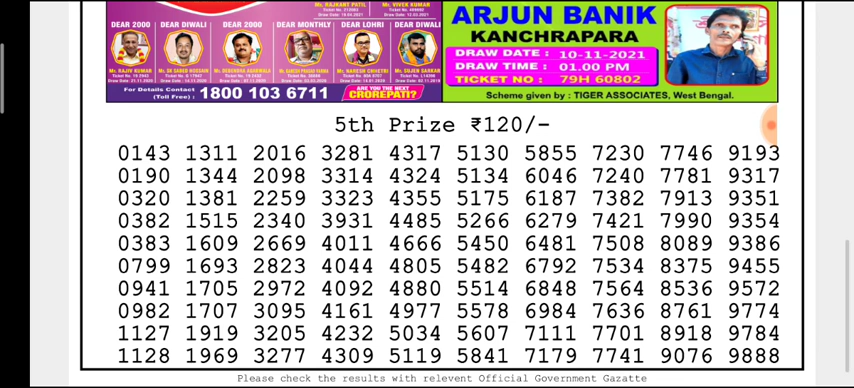 Mr. RAJKANT PATIL
Mr. VIVEK KUMAR
DEAR 2000 DEAR DIWALI DEAR 2000 DEAR MONTHLY DEAR LOHRI DEAR DIWALI
Mr. RAJIV KUMAR
Mr. NARESH CHHETRI
For Details Contact
(Toll Free) : 1800 103 6711
ARE YOU THE NEXT
CROREPATI?
ARJUN BANIK
KANCHRAPARA
DRAW DATE : 10-11-2021
DRAW TIME : 01.00 PM
TICKET NO : 79H 60802
Scheme given by : TIGER ASSOCIATES, West Bengal.
5th Prize ₹120/-
0143 1311 2016 3281 4317 5130 5855 7230 7746 9193
0190 1344 2098 3314 4324 5134 6046 7240 7781 9317
0320 1381 2259 3323 4355 5175 6187 7382 7913 9351
0382 1515 2340 3931 4485 5266 6279 7421 7990 9354
0383 1609 2669 4011 4666 5450 6481 7508 8089 9386
0799 1693 2823 4044 4805 5482 6792 7534 8375 9455
0941 1705 2972 4092 4880 5514 6848 7564 8536 9572
0982 1707 3095 4161 4977 5578 6984 7636 8761 9774
1127 1919 3205 4232 5034 5607 7111 7701 8918 9784
1128 1969 3277 4309 5119 5841 7179 7741 9076 9888
Please check the results with relevent Official Government Gazatte